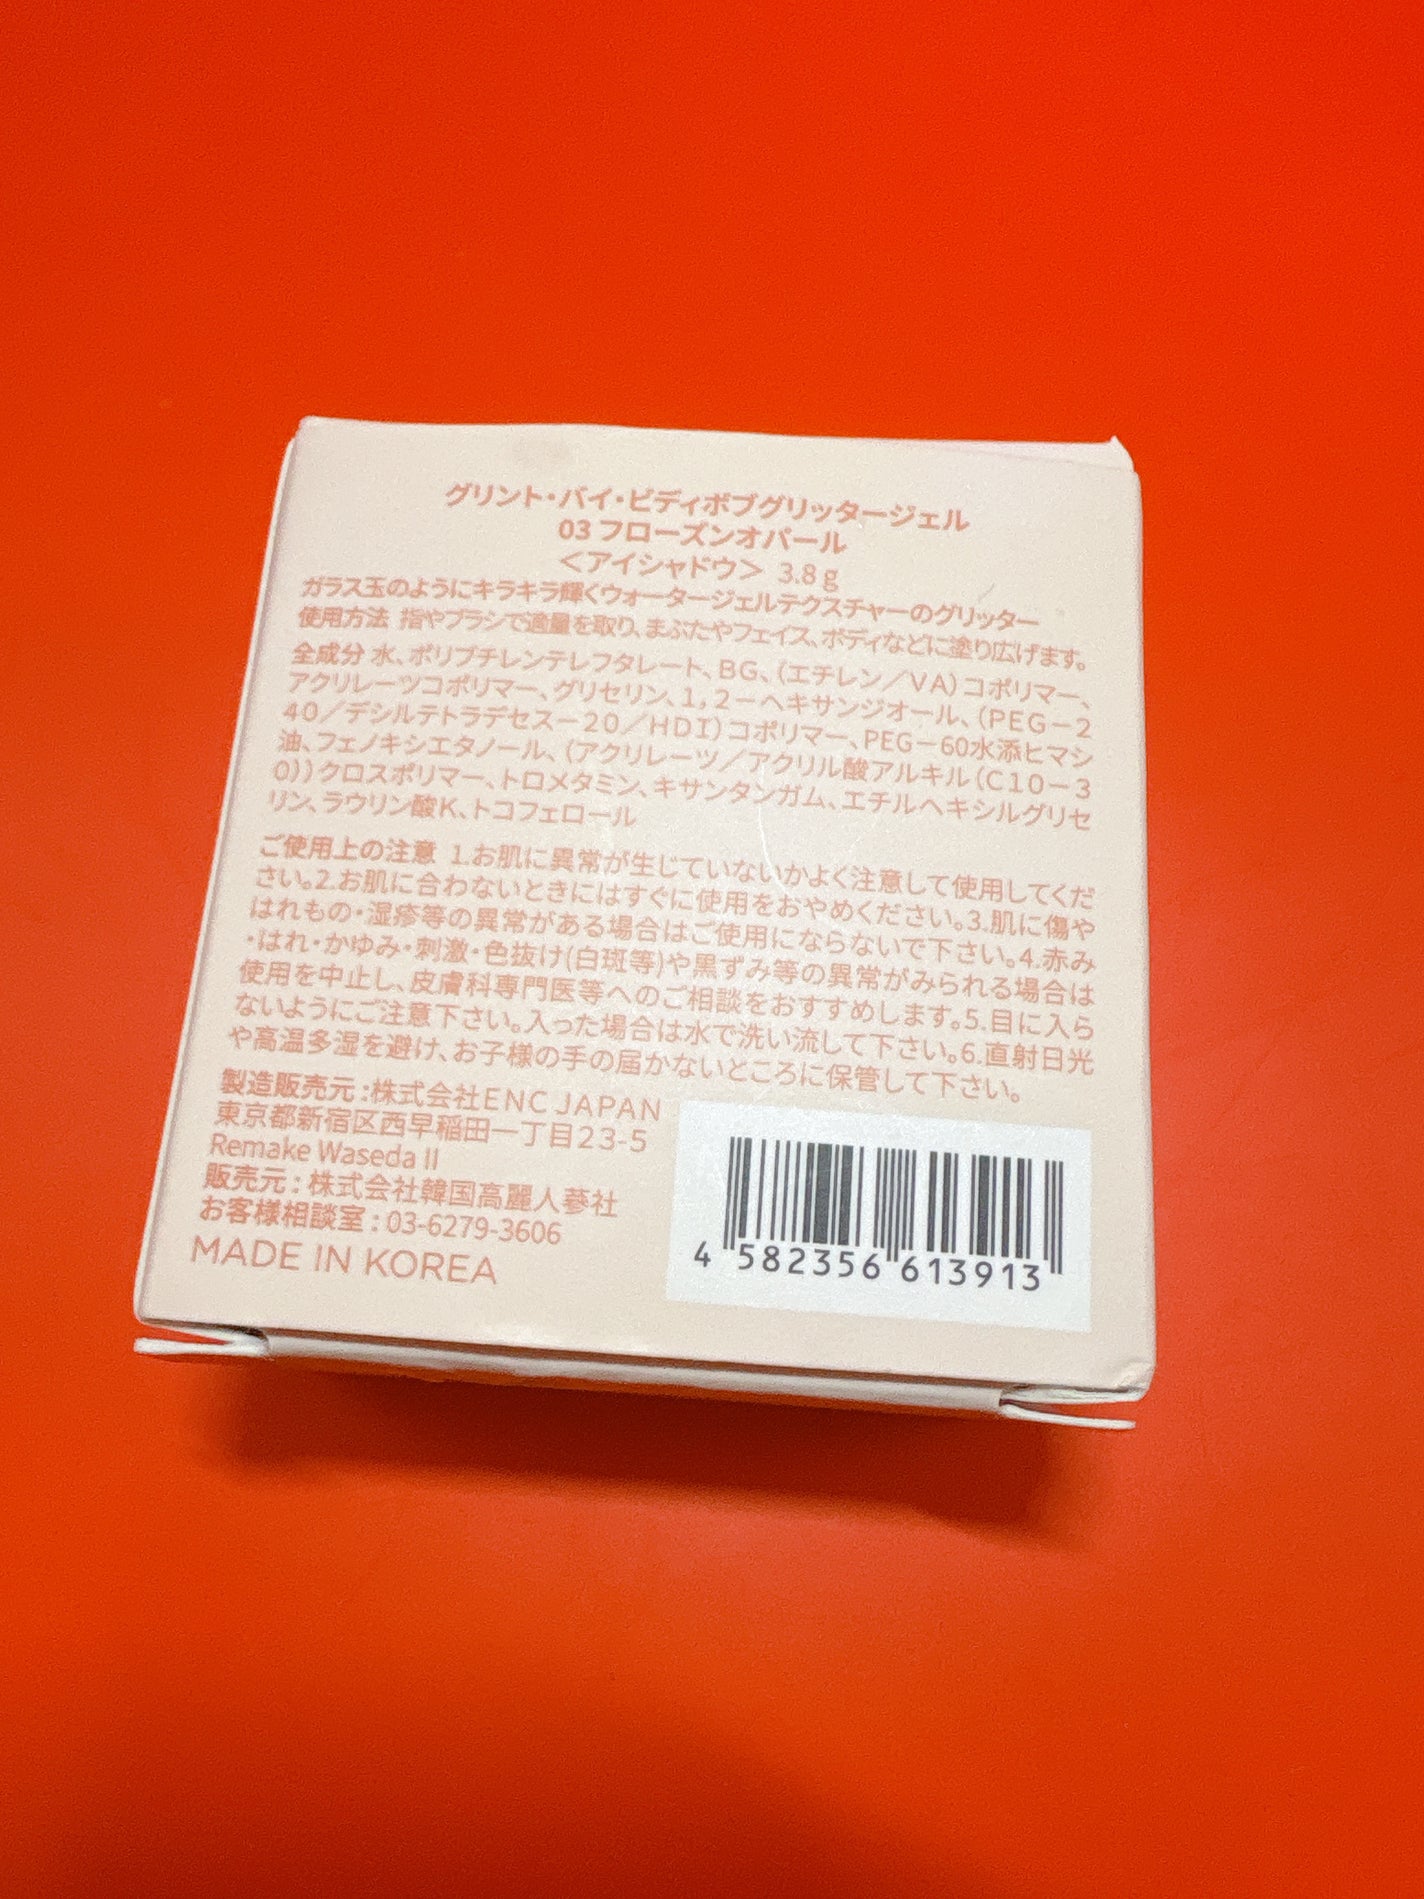 グリント・バイ・ビディボブグリッタージェル
03 フローズンオパール
＜アイシャドウ＞ 3.8ｇ
ガラス玉のようにキラキラ輝くウォータージェルテクスチャーのグリッター
使用方法 指やブラシで適量を取り、まぶたやフェイス、ボディなどに塗り広げます。
全成分 水、ポリブチレンテレフタレート、BG、（エチレン／ＶＡ）コポリマー、
アクリレーツコポリマー、グリセリン、１，２－ヘキサンジオール、（PEG－２
４０／デシルテトラデセス－２０／ＨＤＩ）コポリマー、PEG－60水添ヒマシ
油、フェノキシエタノール、（アクリレーツ／アクリル酸アルキル（Ｃ１０－３
０））クロスポリマー、トロメタミン、キサンタンガム、エチルヘキシルグリセ
リン、ラウリン酸Ｋ、トコフェロール
ご使用上の注意 1.お肌に異常が生じていないかよく注意して使用してくだ
さい。2.お肌に合わないときにはすぐに使用をおやめください。3.肌に傷や
はれもの・湿疹等の異常がある場合はご使用にならないで下さい。4.赤み
・はれ・かゆみ・刺激・色抜け(白斑等)や黒ずみ等の異常がみられる場合は
使用を中止し、皮膚科専門医等へのご相談をおすすめします。5.目に入ら
ないようにご注意下さい。入った場合は水で洗い流して下さい。6.直射日光
や高温多湿を避け、お子様の手の届かないところに保管して下さい。
製造販売元：株式会社ENC JAPAN
東京都新宿区西早稲田一丁目23-5
Remake Waseda II
販売元：株式会社韓国高麗人蔘社
お客様相談室：03-6279-3606
MADE IN KOREA
4 582356 613913